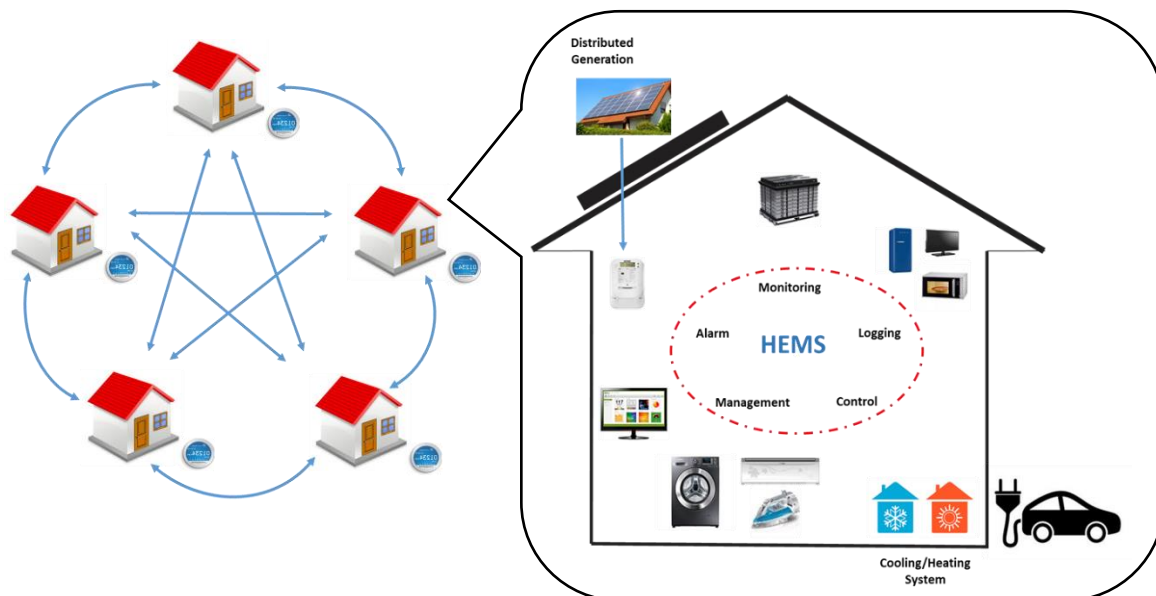 Distributed
Generation
Monitoring
Alarm
HEMS
Logging
Management
Control
Cooling/Heating
System